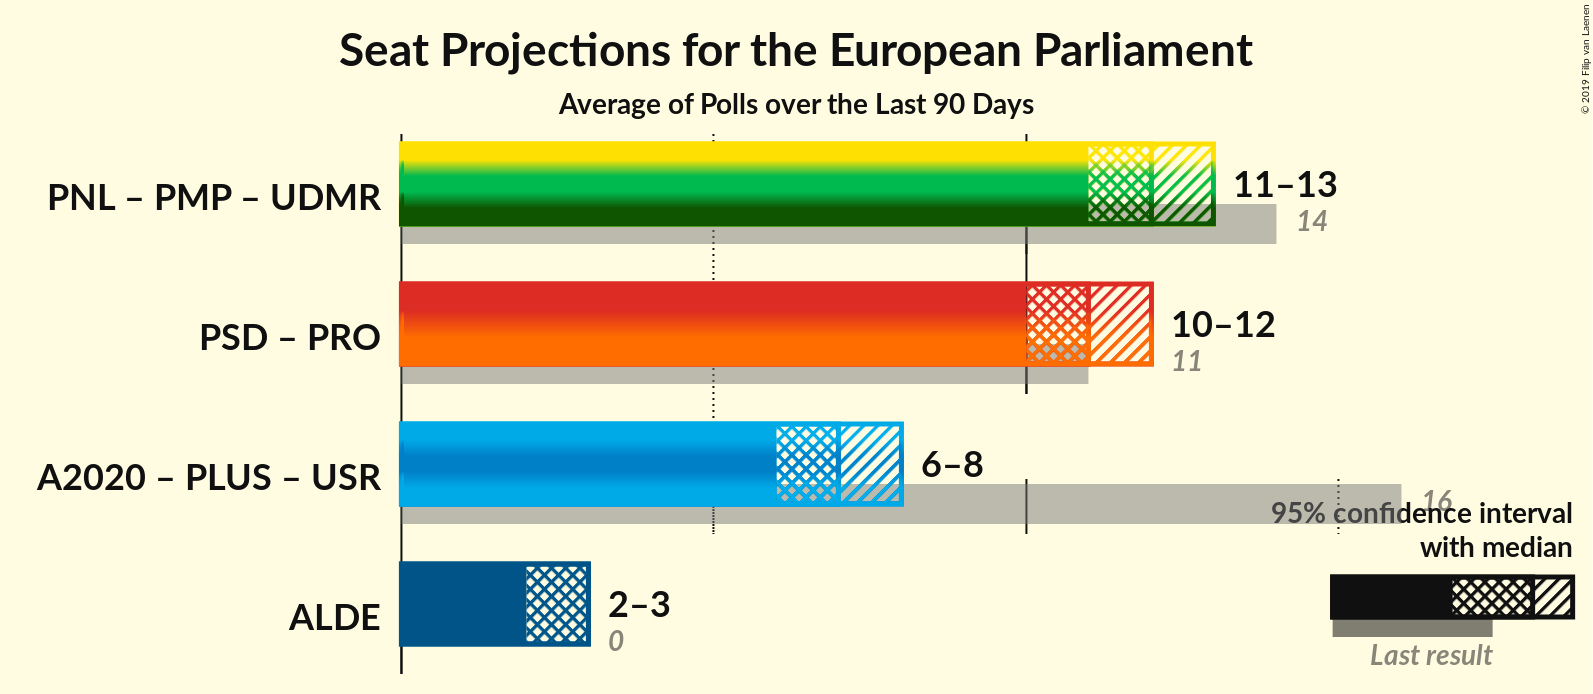 Seat Projections for the European Parliament
Average of Polls over the Last 90 Days
© 2019 Filip van Laenen
PNL – PMP – UDMR
11–13
14
PSD – PRO
10–12
11
A2020 – PLUS – USR
6–8
16
95% confidence interval
with median
ALDE
2–3
0
Last result